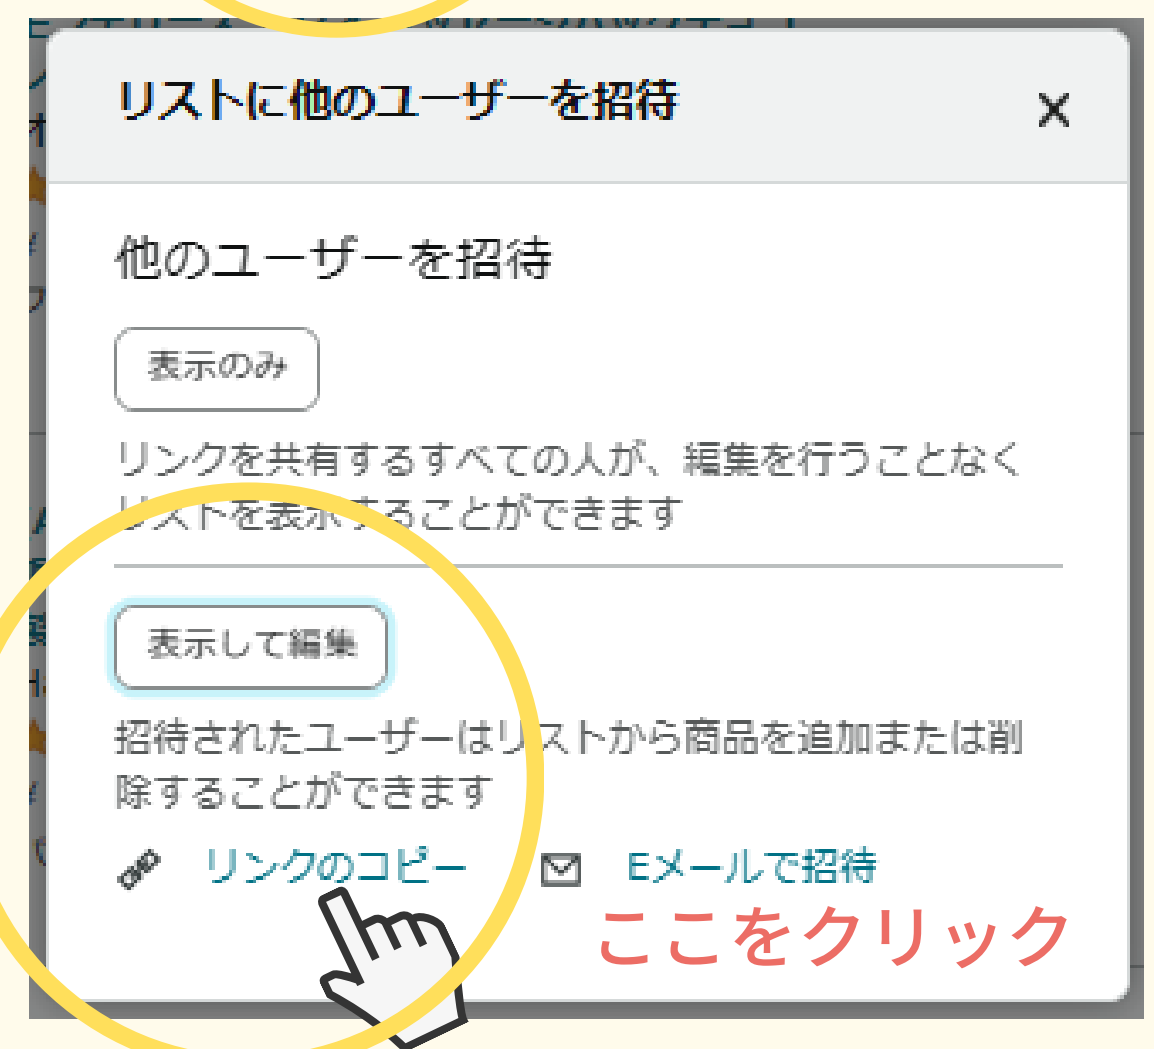 リストに他のユーザーを招待
他のユーザーを招待
表示のみ
リンクを共有するすべての人が、編集を行うことなく
リストを表示することができます
表示して編集
招待されたユーザーはリストから商品を追加または削
除することができます
リンクのコピー
Eメールで招待
ここをクリック